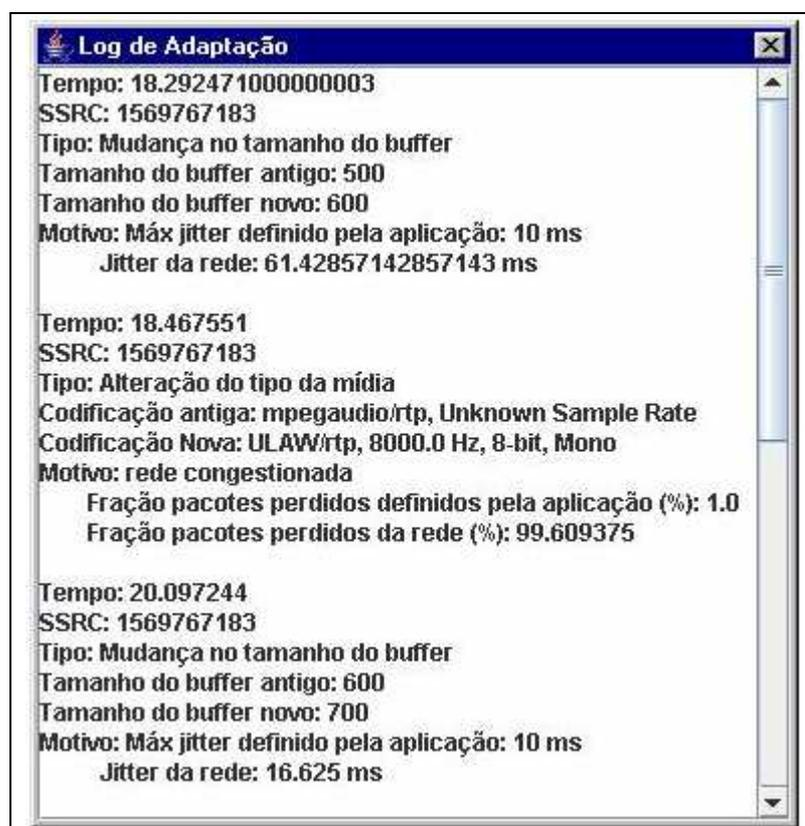 Log de Adaptação
Tempo: 18.292471000000003
SSRC: 1569767183
Tipo: Mudança no tamanho do buffer
Tamanho do buffer antigo: 500
Tamanho do buffer novo: 600
Motivo: Máx jitter definido pela aplicação: 10 ms
Jitter da rede: 61.42857142857143 ms
Tempo: 18.467551
SSRC: 1569767183
Tipo: Alteração do tipo da mídia
Codificação antiga: mpegaudio/rtp, Unknown Sample Rate
Codificação Nova: ULAW/rtp, 8000.0 Hz, 8-bit, Mono
Motivo: rede congestionada
Fração pacotes perdidos definidos pela aplicação (%): 1.0
Fração pacotes perdidos da rede (%): 99.609375
Tempo: 20.097244
SSRC: 1569767183
Tipo: Mudança no tamanho do buffer
Tamanho do buffer antigo: 600
Tamanho do buffer novo: 700
Motivo: Máx jitter definido pela aplicação: 10 ms
Jitter da rede: 16.625 ms